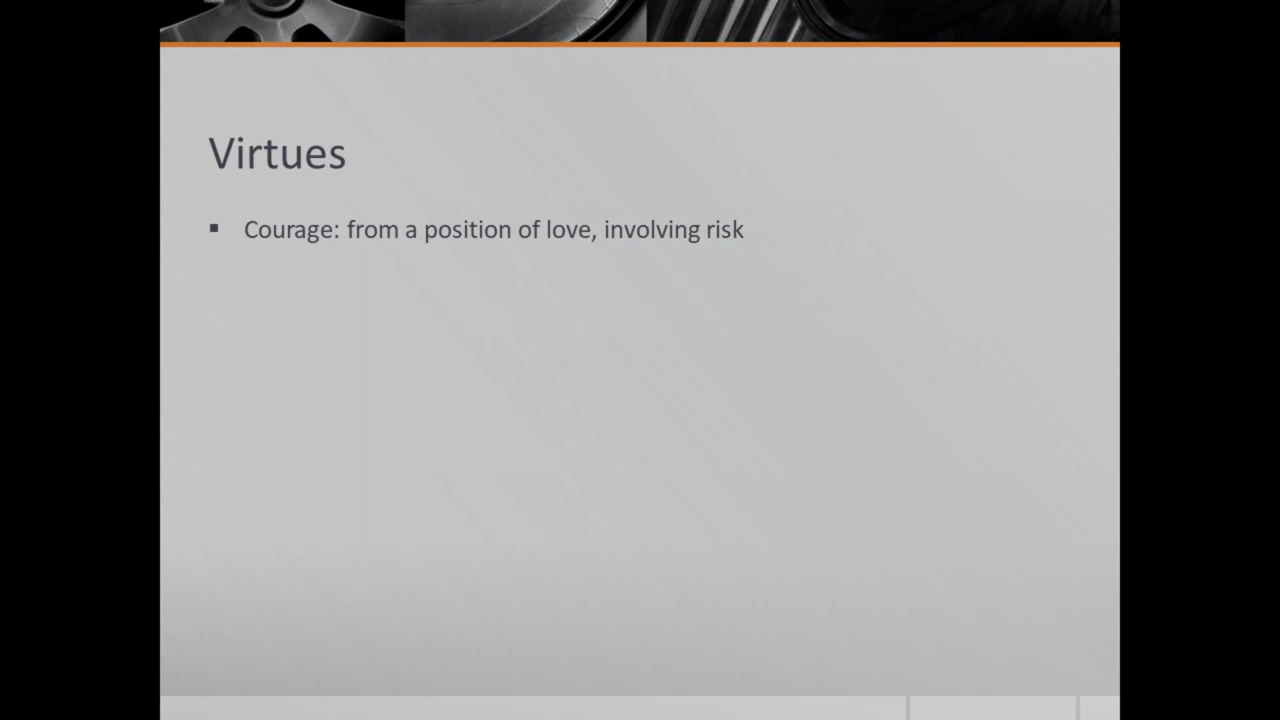 Virtues
▪ Courage: from a position of love, involving risk